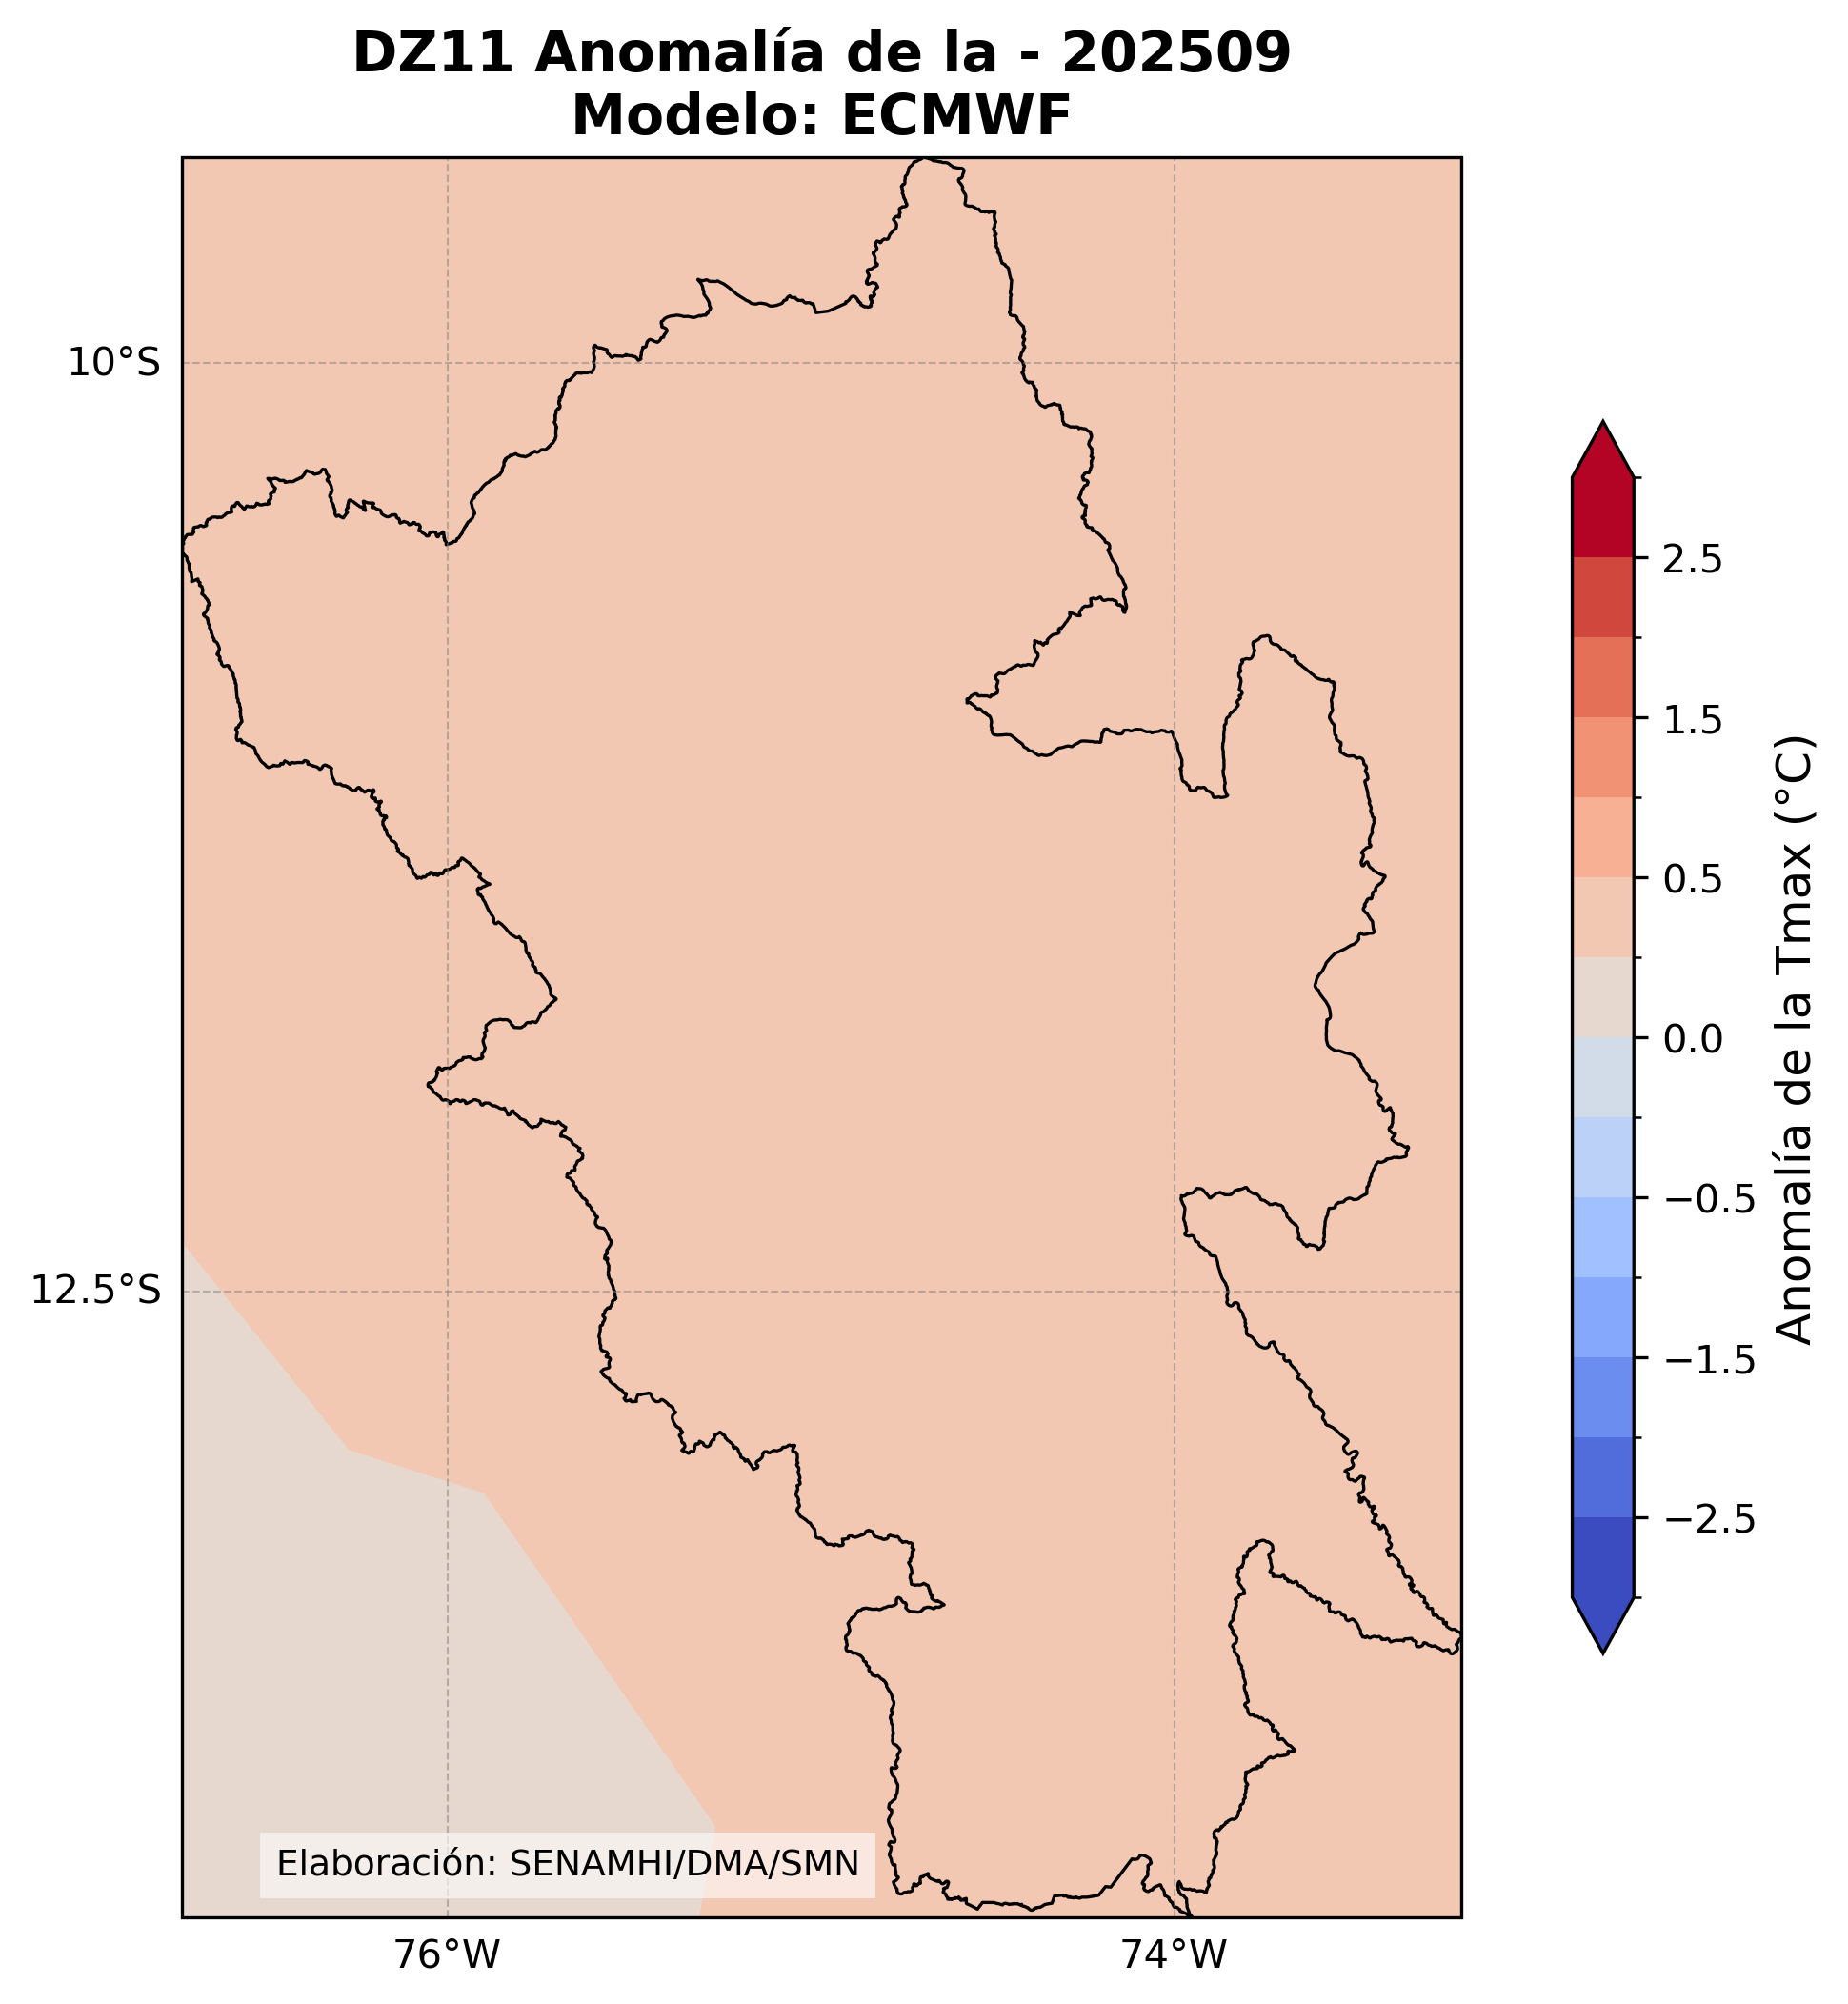 DZ11 Anomalía de la - 202509
Modelo: ECMWF
10°S
12.5°S
76°W
74°W
Elaboración: SENAMHI/DMA/SMN
2.5
1.5
0.5
0.0
−0.5
−1.5
−2.5
Anomalía de la Tmax (°C)